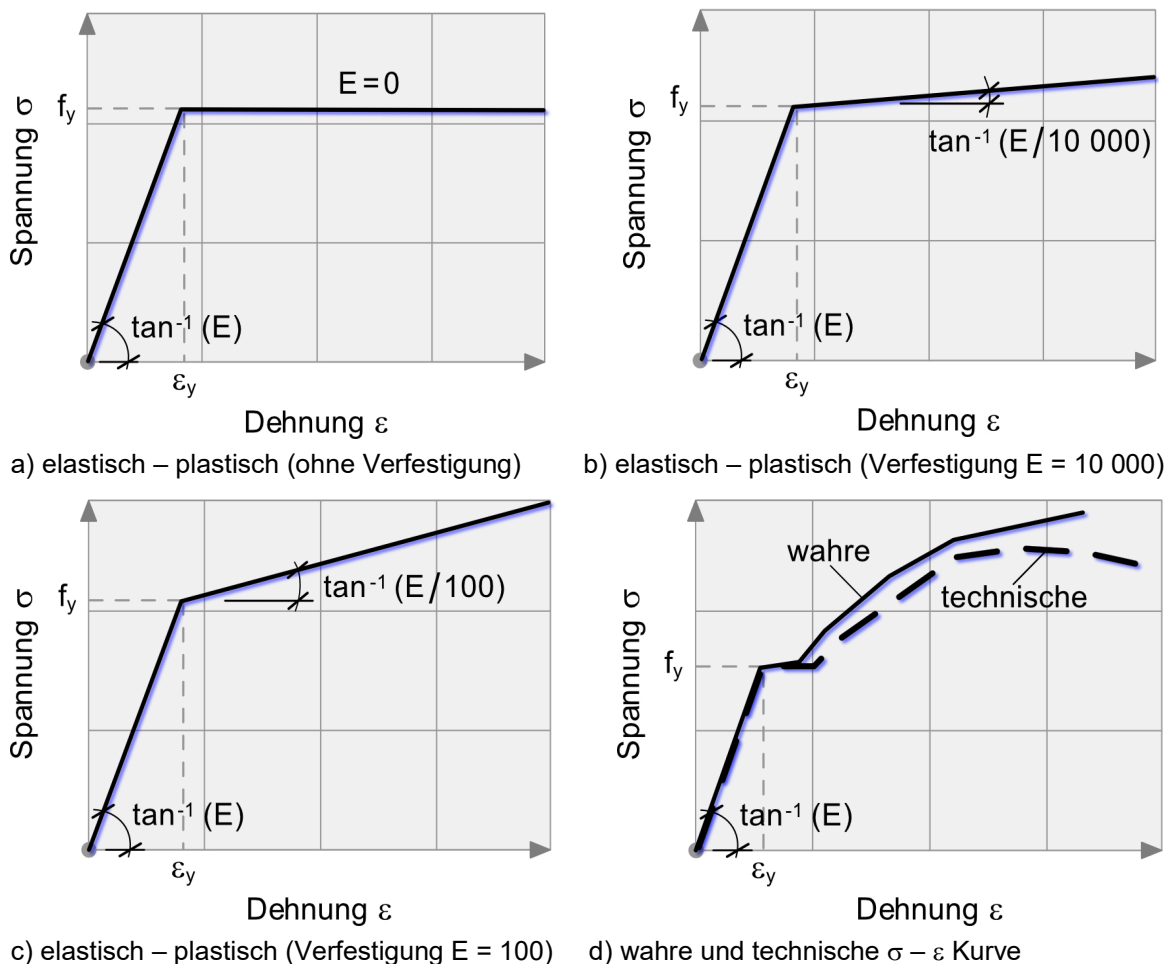 Spannung σ
f_y
E = 0
tan⁻¹ (E)
ε_y
Dehnung ε
a) elastisch – plastisch (ohne Verfestigung)
Spannung σ
f_y
tan⁻¹ (E/10 000)
tan⁻¹ (E)
ε_y
Dehnung ε
b) elastisch – plastisch (Verfestigung E = 10 000)
Spannung σ
f_y
tan⁻¹ (E/100)
tan⁻¹ (E)
ε_y
Dehnung ε
c) elastisch – plastisch (Verfestigung E = 100)
Spannung σ
wahre
technische
f_y
tan⁻¹ (E)
ε_y
Dehnung ε
d) wahre und technische σ – ε Kurve